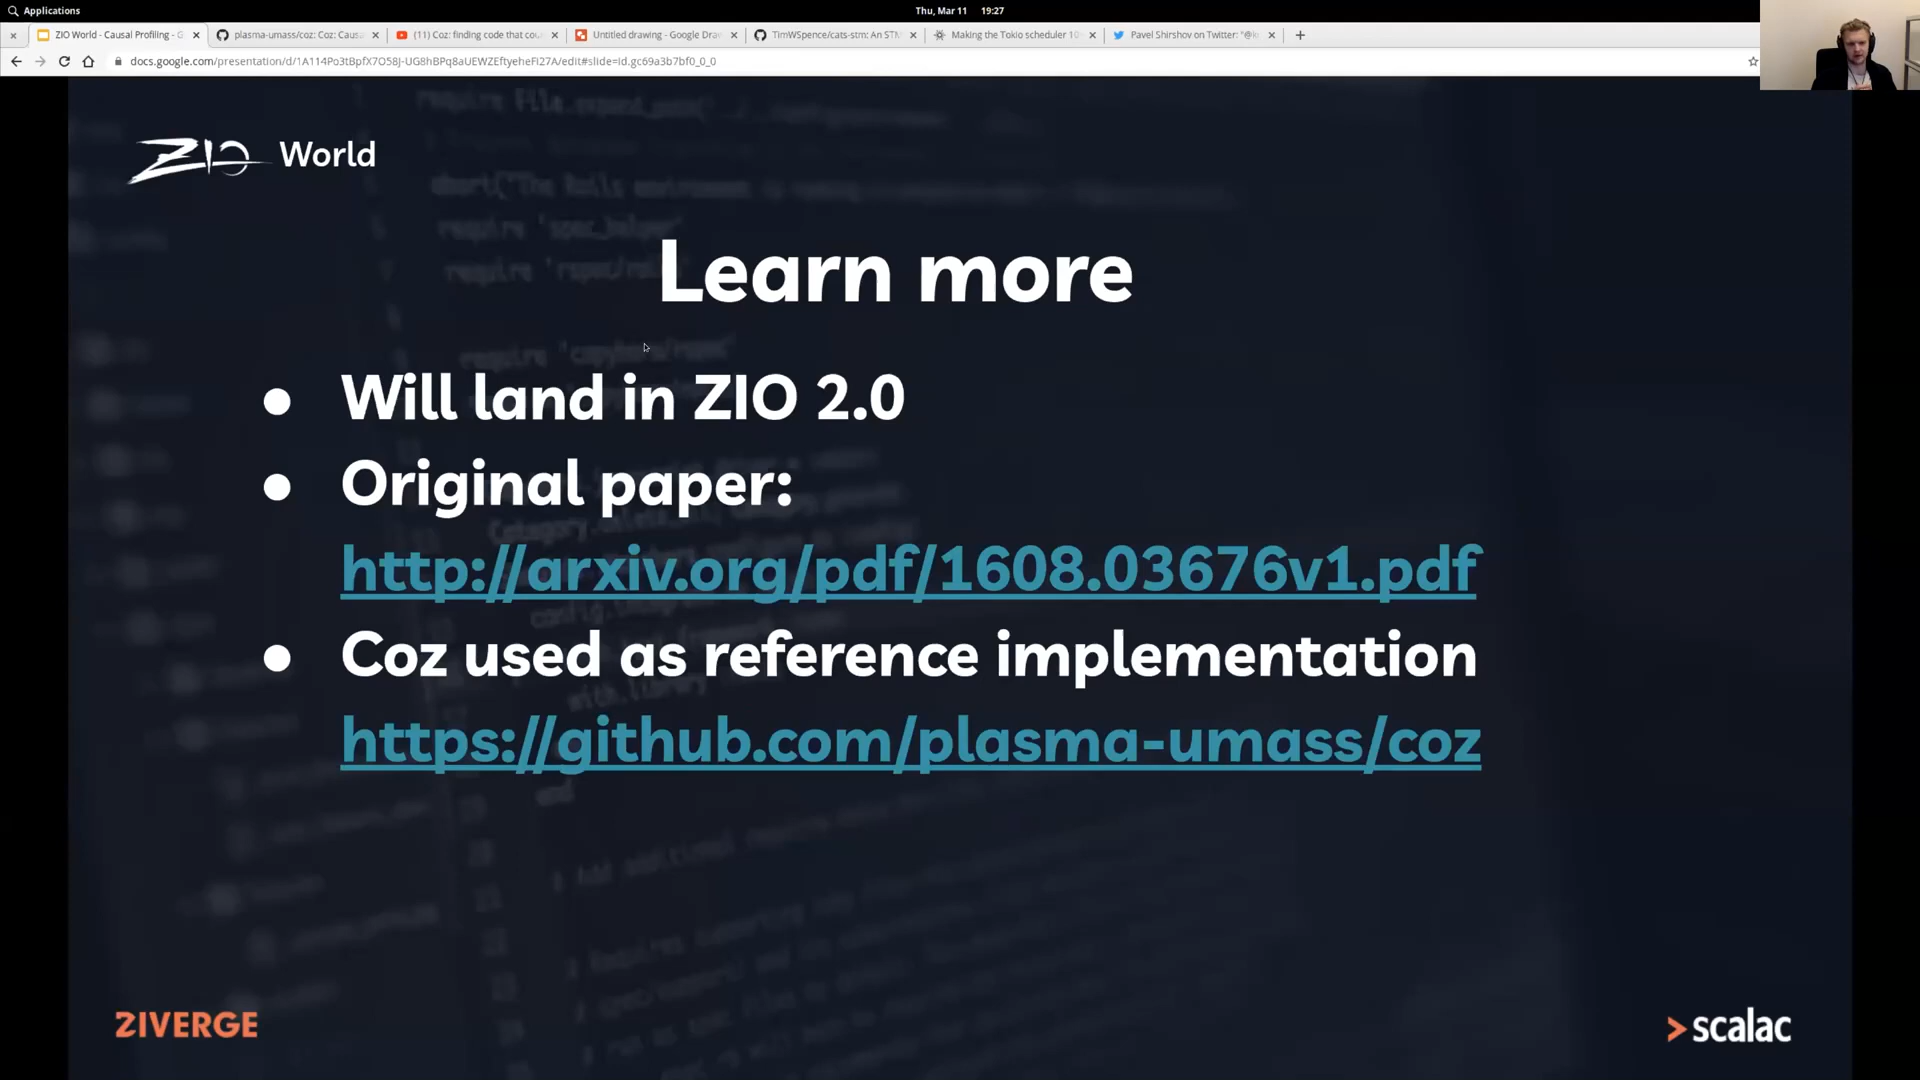 Applications
Thu, Mar 11 19:27
ZIO World - Causal Profiling - G
plasma-umass/coz: Coz: Causa
(11) Coz: finding code that cou
Untitled drawing - Google Draw
TimWSpence/cats-stm: An STM
Making the Tokio scheduler 10
Pavel Shirshov on Twitter: "@k
docs.google.com/presentation/d/1A114Po3tBpfX7O58J-UG8hBPq8aUEWZEftyeheFi27A/edit#slide=id.gc69a3b7bf0_0_0
ZIO World
Learn more
● Will land in ZIO 2.0
● Original paper:
http://arxiv.org/pdf/1608.03676v1.pdf
● Coz used as reference implementation
https://github.com/plasma-umass/coz
ZIVERGE
scalac